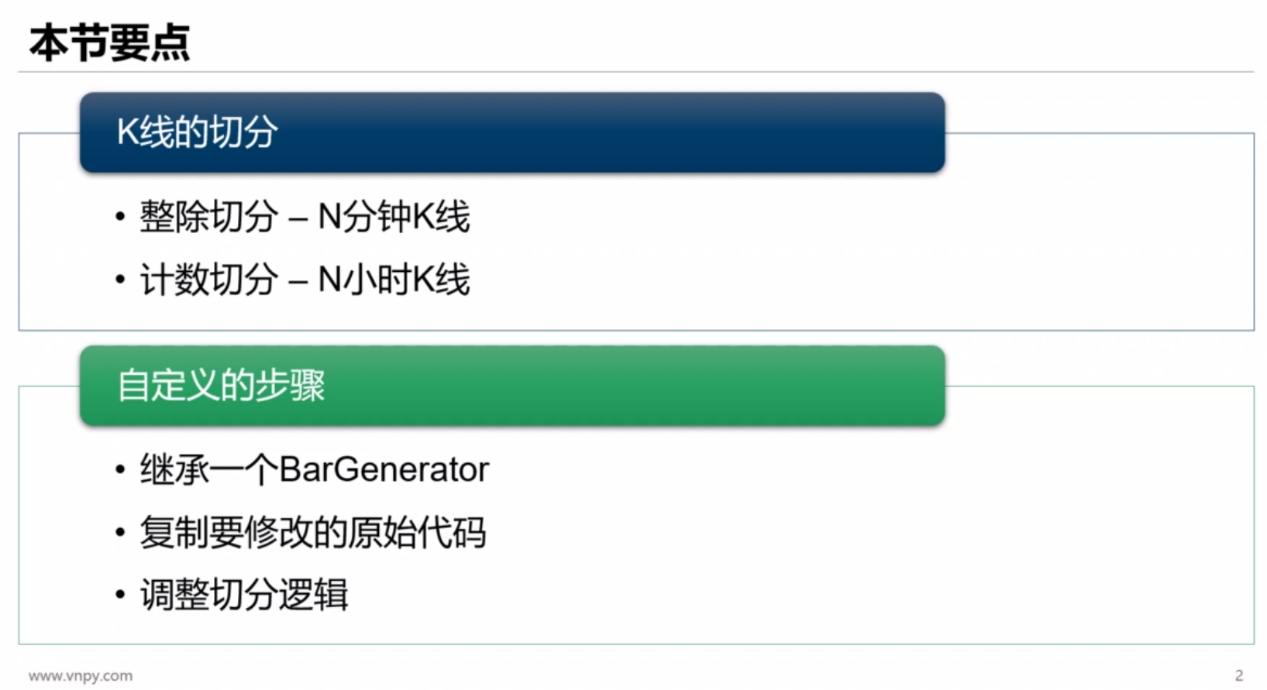 本节要点
K线的切分
• 整除切分 – N分钟K线
• 计数切分 – N小时K线
自定义的步骤
• 继承一个BarGenerator
• 复制要修改的原始代码
• 调整切分逻辑
www.vnpy.com
2